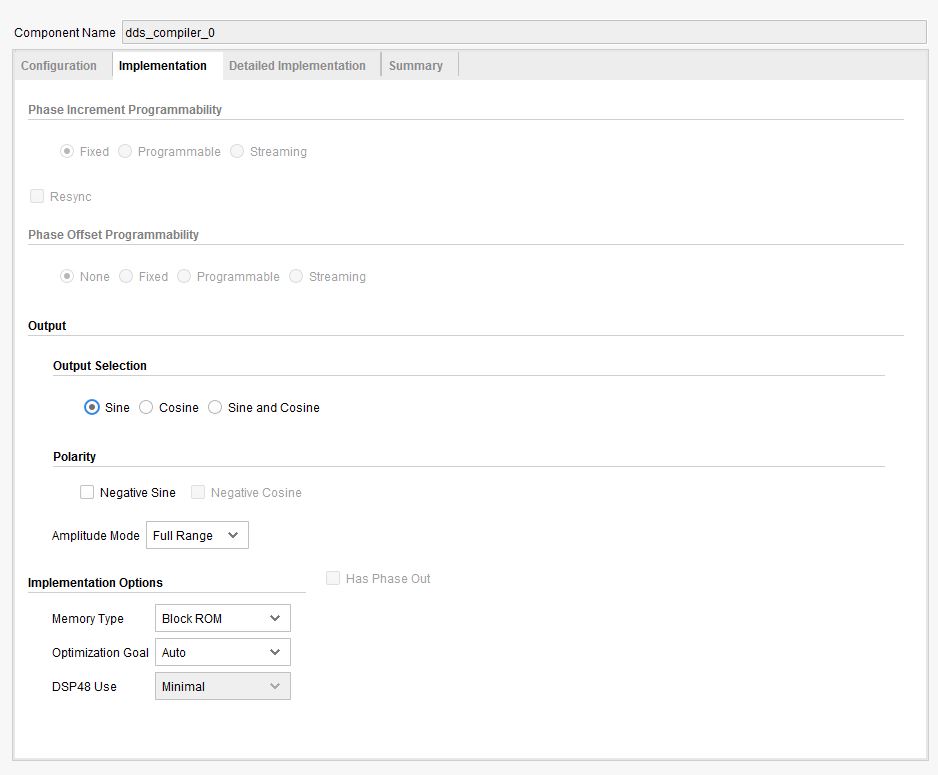 Component Name dds_compiler_0
Configuration Implementation Detailed Implementation Summary
Phase Increment Programmability
Fixed Programmable Streaming
Resync
Phase Offset Programmability
None Fixed Programmable Streaming
Output
Output Selection
Sine Cosine Sine and Cosine
Polarity
Negative Sine Negative Cosine
Amplitude Mode Full Range
Implementation Options Has Phase Out
Memory Type Block ROM
Optimization Goal Auto
DSP48 Use Minimal